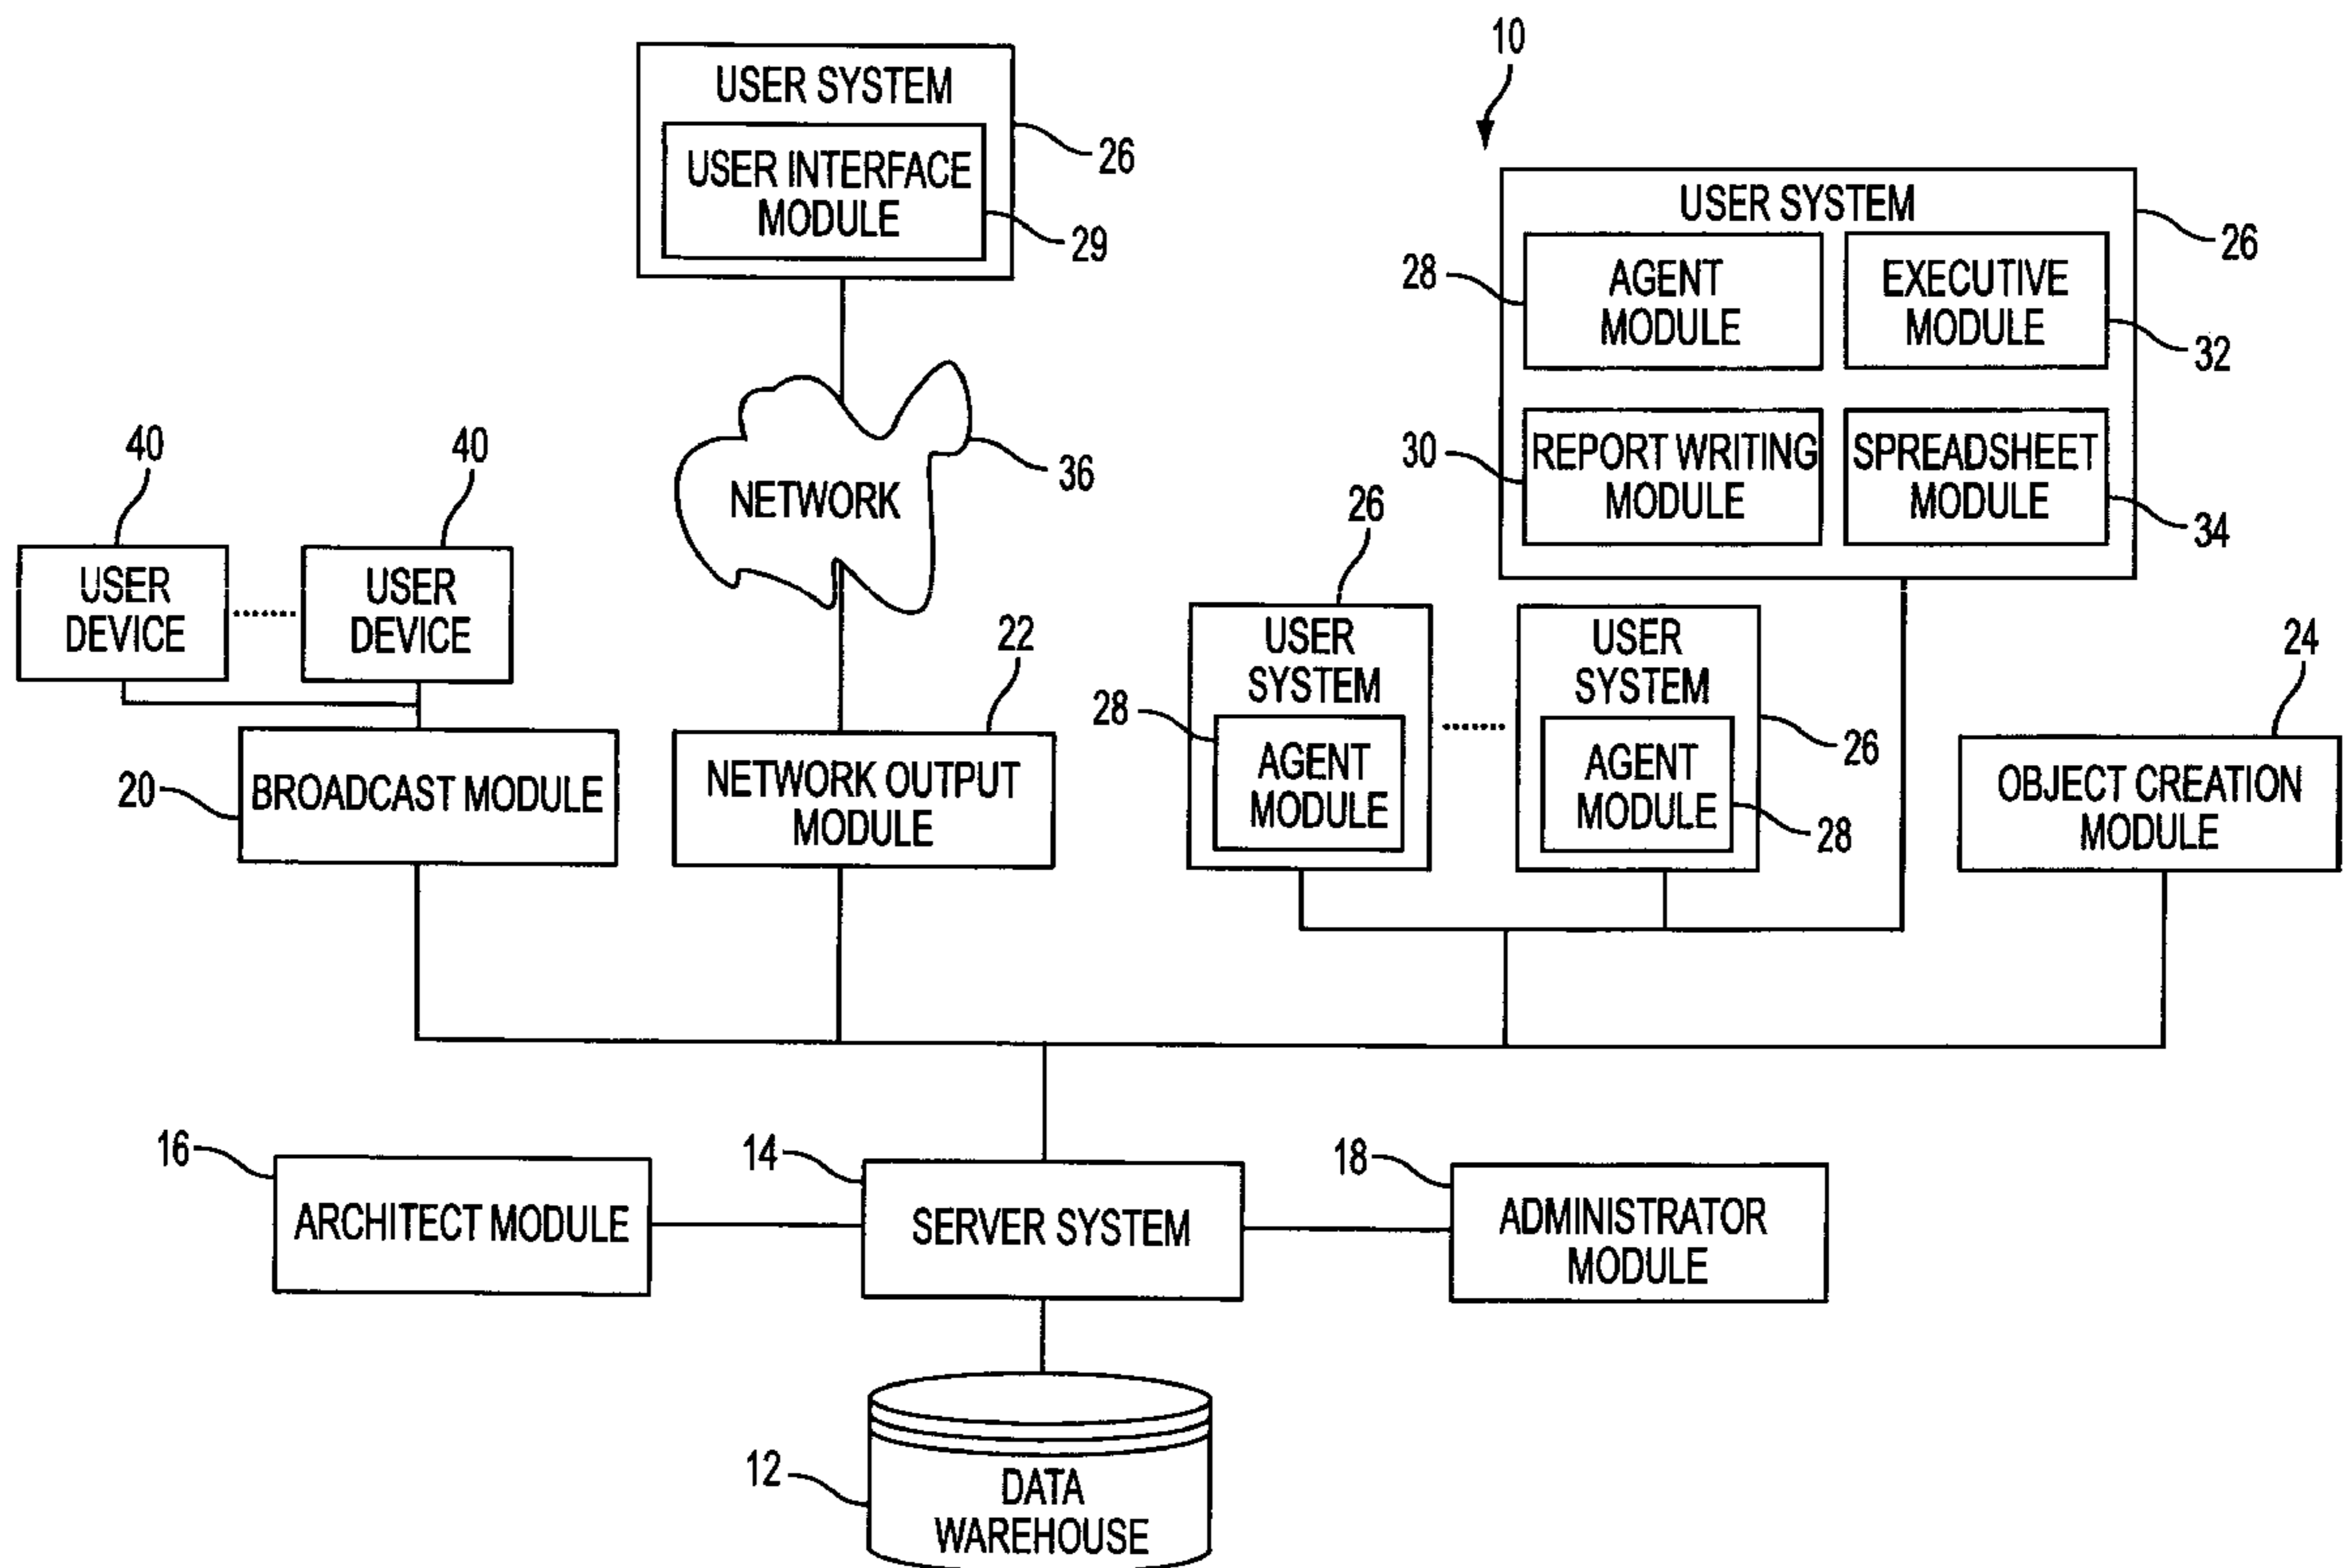 10
USER SYSTEM
USER INTERFACE
MODULE
26
29
USER SYSTEM
26
28
AGENT
MODULE
EXECUTIVE
MODULE
32
30
REPORT WRITING
MODULE
SPREADSHEET
MODULE
34
NETWORK
36
40
40
USER
DEVICE
USER
DEVICE
26
USER
SYSTEM
28
AGENT
MODULE
USER
SYSTEM
26
AGENT
MODULE
28
24
OBJECT CREATION
MODULE
20
BROADCAST MODULE
22
NETWORK OUTPUT
MODULE
16
ARCHITECT MODULE
14
SERVER SYSTEM
18
ADMINISTRATOR
MODULE
12
DATA
WAREHOUSE